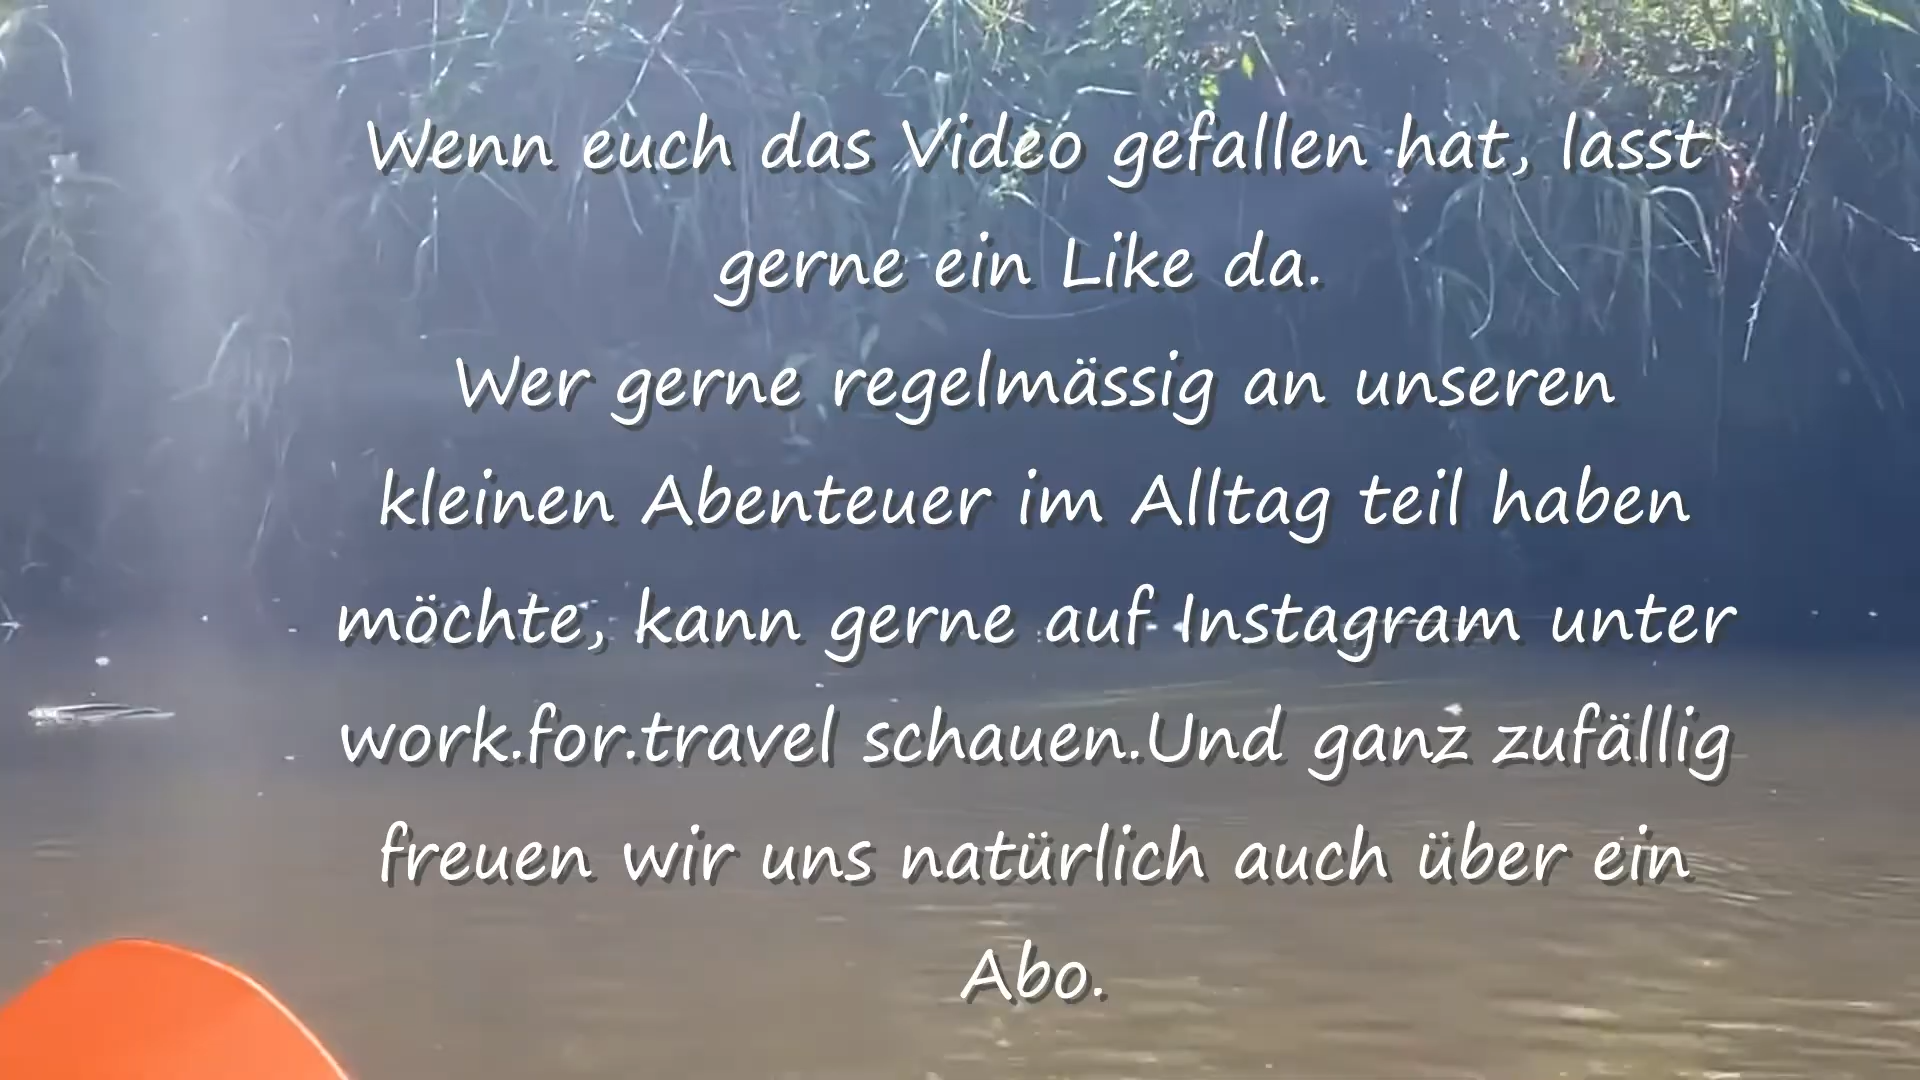 Wenn euch das Video gefallen hat, lasst
gerne ein Like da.
Wer gerne regelmässig an unseren
kleinen Abenteuer im Alltag teil haben
möchte, kann gerne auf Instagram unter
work.for.travel schauen.Und ganz zufällig
freuen wir uns natürlich auch über ein
Abo.